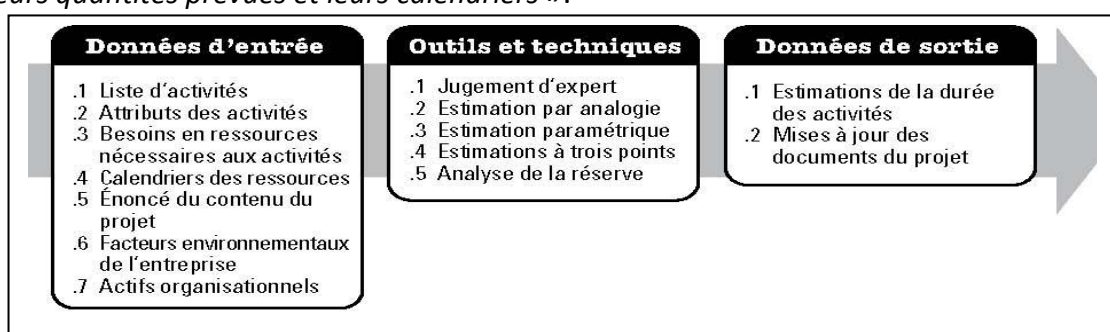 eurs quantités prévues et leurs calendriers ».
Données d'entrée
.1 Liste d'activités
.2 Attributs des activités
.3 Besoins en ressources
nécessaires aux activités
.4 Calendriers des ressources
.5 Énoncé du contenu du
projet
.6 Facteurs environnementaux
de l'entreprise
.7 Actifs organisationnels
Outils et techniques
.1 Jugement d'expert
.2 Estimation par analogie
.3 Estimation paramétrique
.4 Estimations à trois points
.5 Analyse de la réserve
Données de sortie
.1 Estimations de la durée
des activités
.2 Mises à jour des
documents du projet